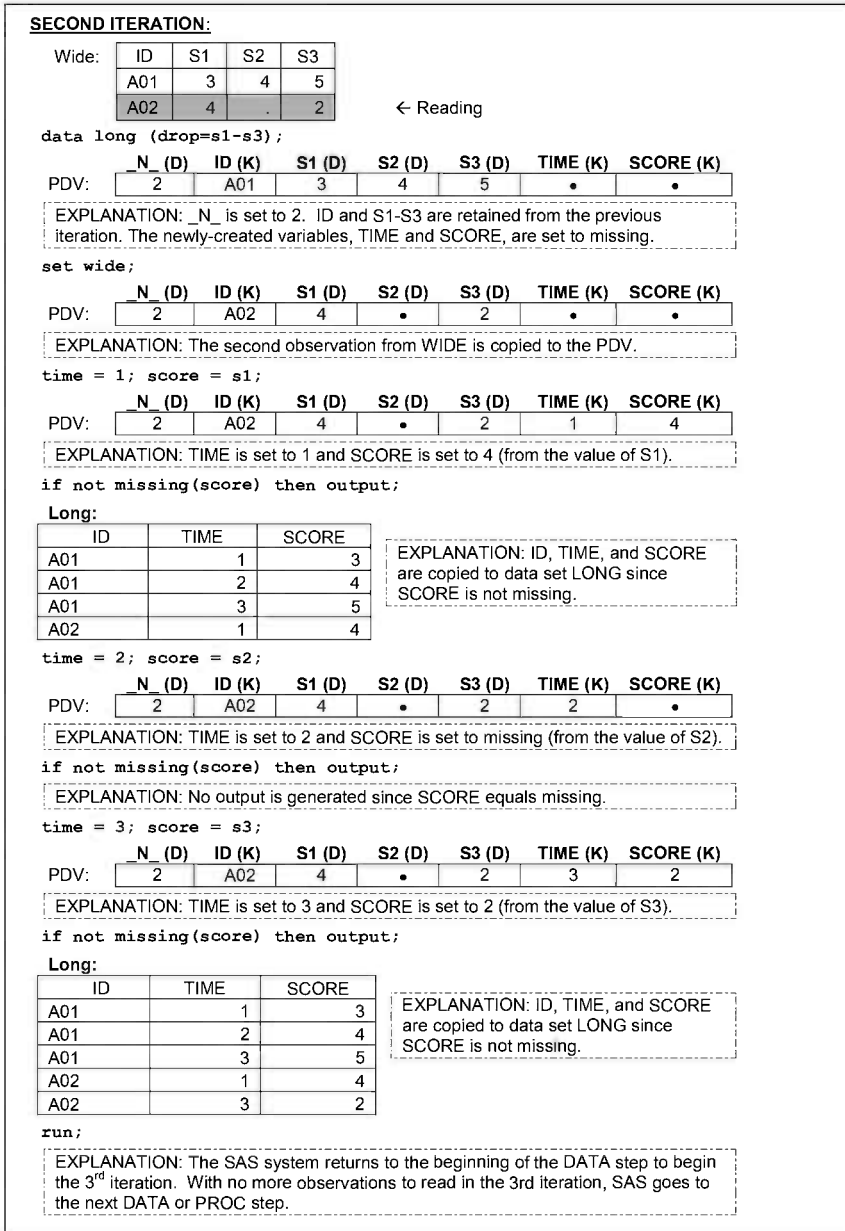 SECOND ITERATION:
Wide: ID S1 S2 S3
A01 3 4 5
A02 4 . 2 ← Reading
data long (drop=s1-s3);
_N_ (D) ID (K) S1 (D) S2 (D) S3 (D) TIME (K) SCORE (K)
PDV: 2 A01 3 4 5 • •
EXPLANATION: _N_ is set to 2. ID and S1-S3 are retained from the previous
iteration. The newly-created variables, TIME and SCORE, are set to missing.
set wide;
_N_ (D) ID (K) S1 (D) S2 (D) S3 (D) TIME (K) SCORE (K)
PDV: 2 A02 4 • 2 • •
EXPLANATION: The second observation from WIDE is copied to the PDV.
time = 1; score = s1;
_N_ (D) ID (K) S1 (D) S2 (D) S3 (D) TIME (K) SCORE (K)
PDV: 2 A02 4 • 2 1 4
EXPLANATION: TIME is set to 1 and SCORE is set to 4 (from the value of S1).
if not missing(score) then output;
Long:
ID TIME SCORE
A01 1 3
A01 2 4
A01 3 5
A02 1 4
EXPLANATION: ID, TIME, and SCORE
are copied to data set LONG since
SCORE is not missing.
time = 2; score = s2;
_N_ (D) ID (K) S1 (D) S2 (D) S3 (D) TIME (K) SCORE (K)
PDV: 2 A02 4 • 2 2 •
EXPLANATION: TIME is set to 2 and SCORE is set to missing (from the value of S2).
if not missing(score) then output;
EXPLANATION: No output is generated since SCORE equals missing.
time = 3; score = s3;
_N_ (D) ID (K) S1 (D) S2 (D) S3 (D) TIME (K) SCORE (K)
PDV: 2 A02 4 • 2 3 2
EXPLANATION: TIME is set to 3 and SCORE is set to 2 (from the value of S3).
if not missing(score) then output;
Long:
ID TIME SCORE
A01 1 3
A01 2 4
A01 3 5
A02 1 4
A02 3 2
EXPLANATION: ID, TIME, and SCORE
are copied to data set LONG since
SCORE is not missing.
run;
EXPLANATION: The SAS system returns to the beginning of the DATA step to begin
the 3rd iteration. With no more observations to read in the 3rd iteration, SAS goes to
the next DATA or PROC step.